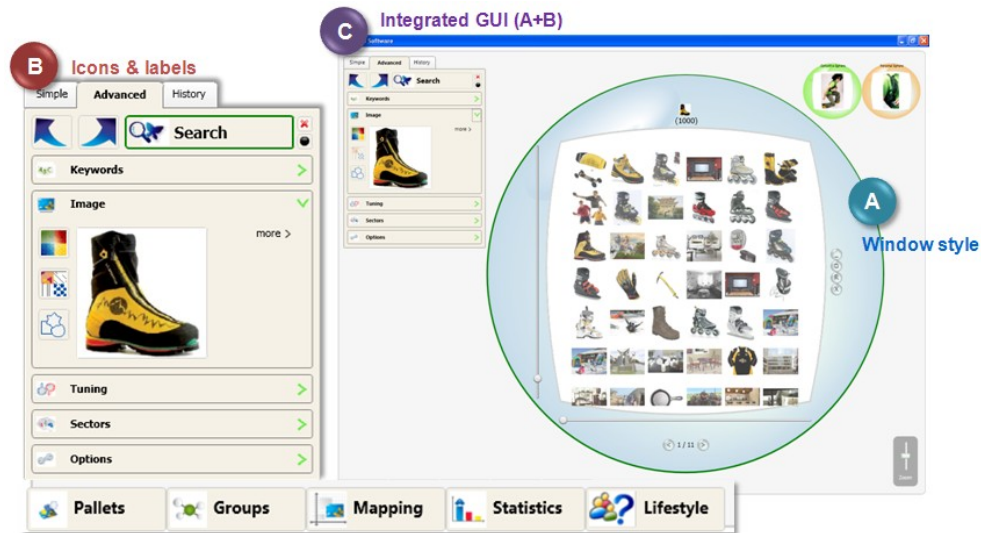 C
Integrated GUI (A+B)
Software
B
Icons & labels
Simple Advanced History
Search
Keywords
Image
more >
Tuning
Sectors
Options
Simple Advanced History
Search
Keywords
Image
more >
Tuning
Sectors
Options
(1000)
A
Window style
1 / 11
Zoom
Pallets
Groups
Mapping
Statistics
Lifestyle